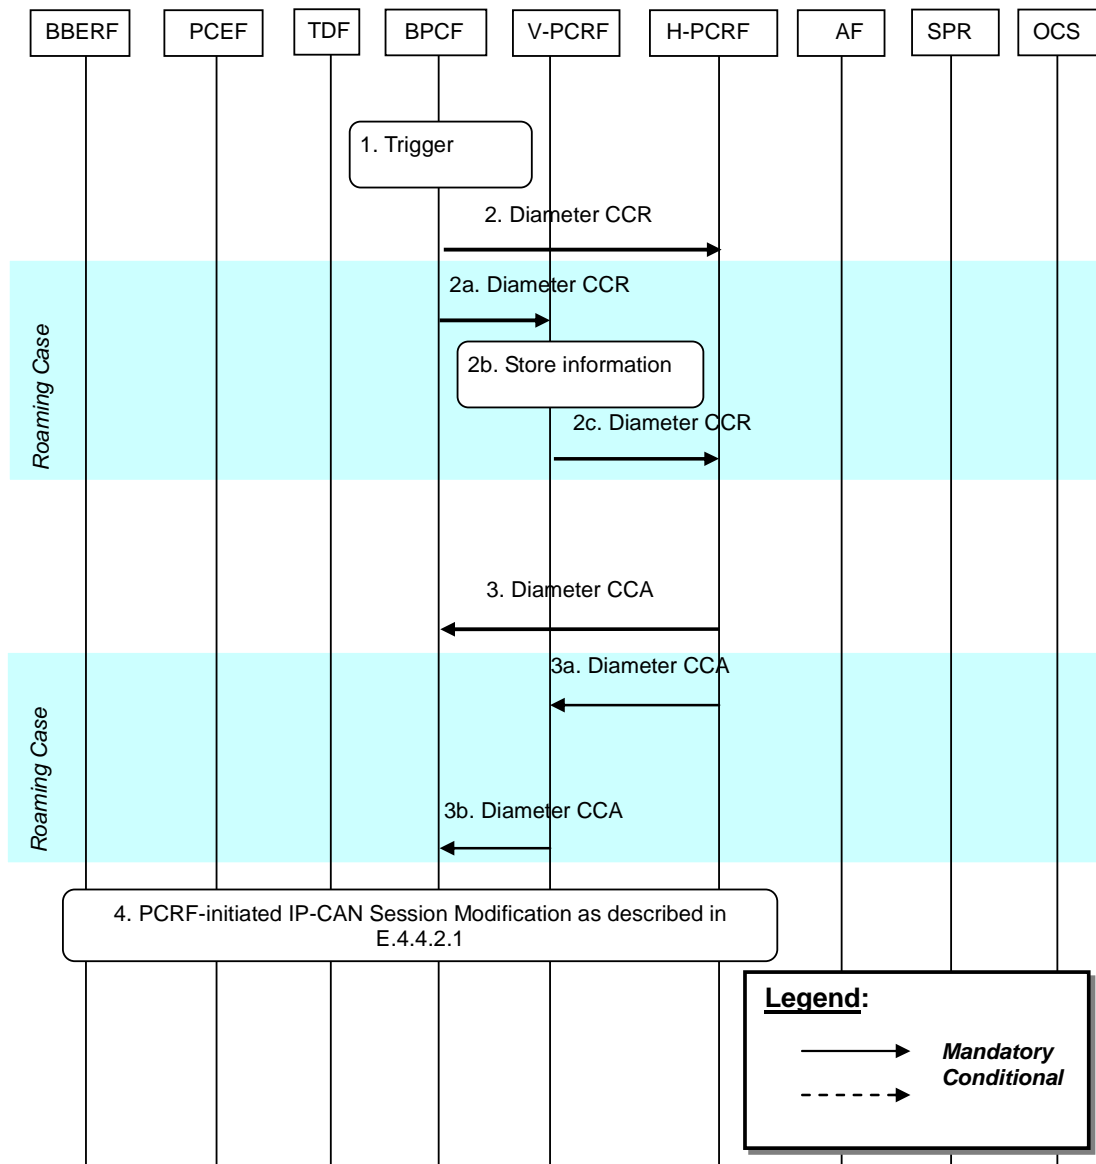 BBERF PCEF TDF BPCF V-PCRF H-PCRF AF SPR OCS
1. Trigger
2. Diameter CCR
Roaming Case
2a. Diameter CCR
2b. Store information
2c. Diameter CCR
3. Diameter CCA
Roaming Case
3a. Diameter CCA
3b. Diameter CCA
4. PCRF-initiated IP-CAN Session Modification as described in
E.4.4.2.1
Legend:
Mandatory
Conditional